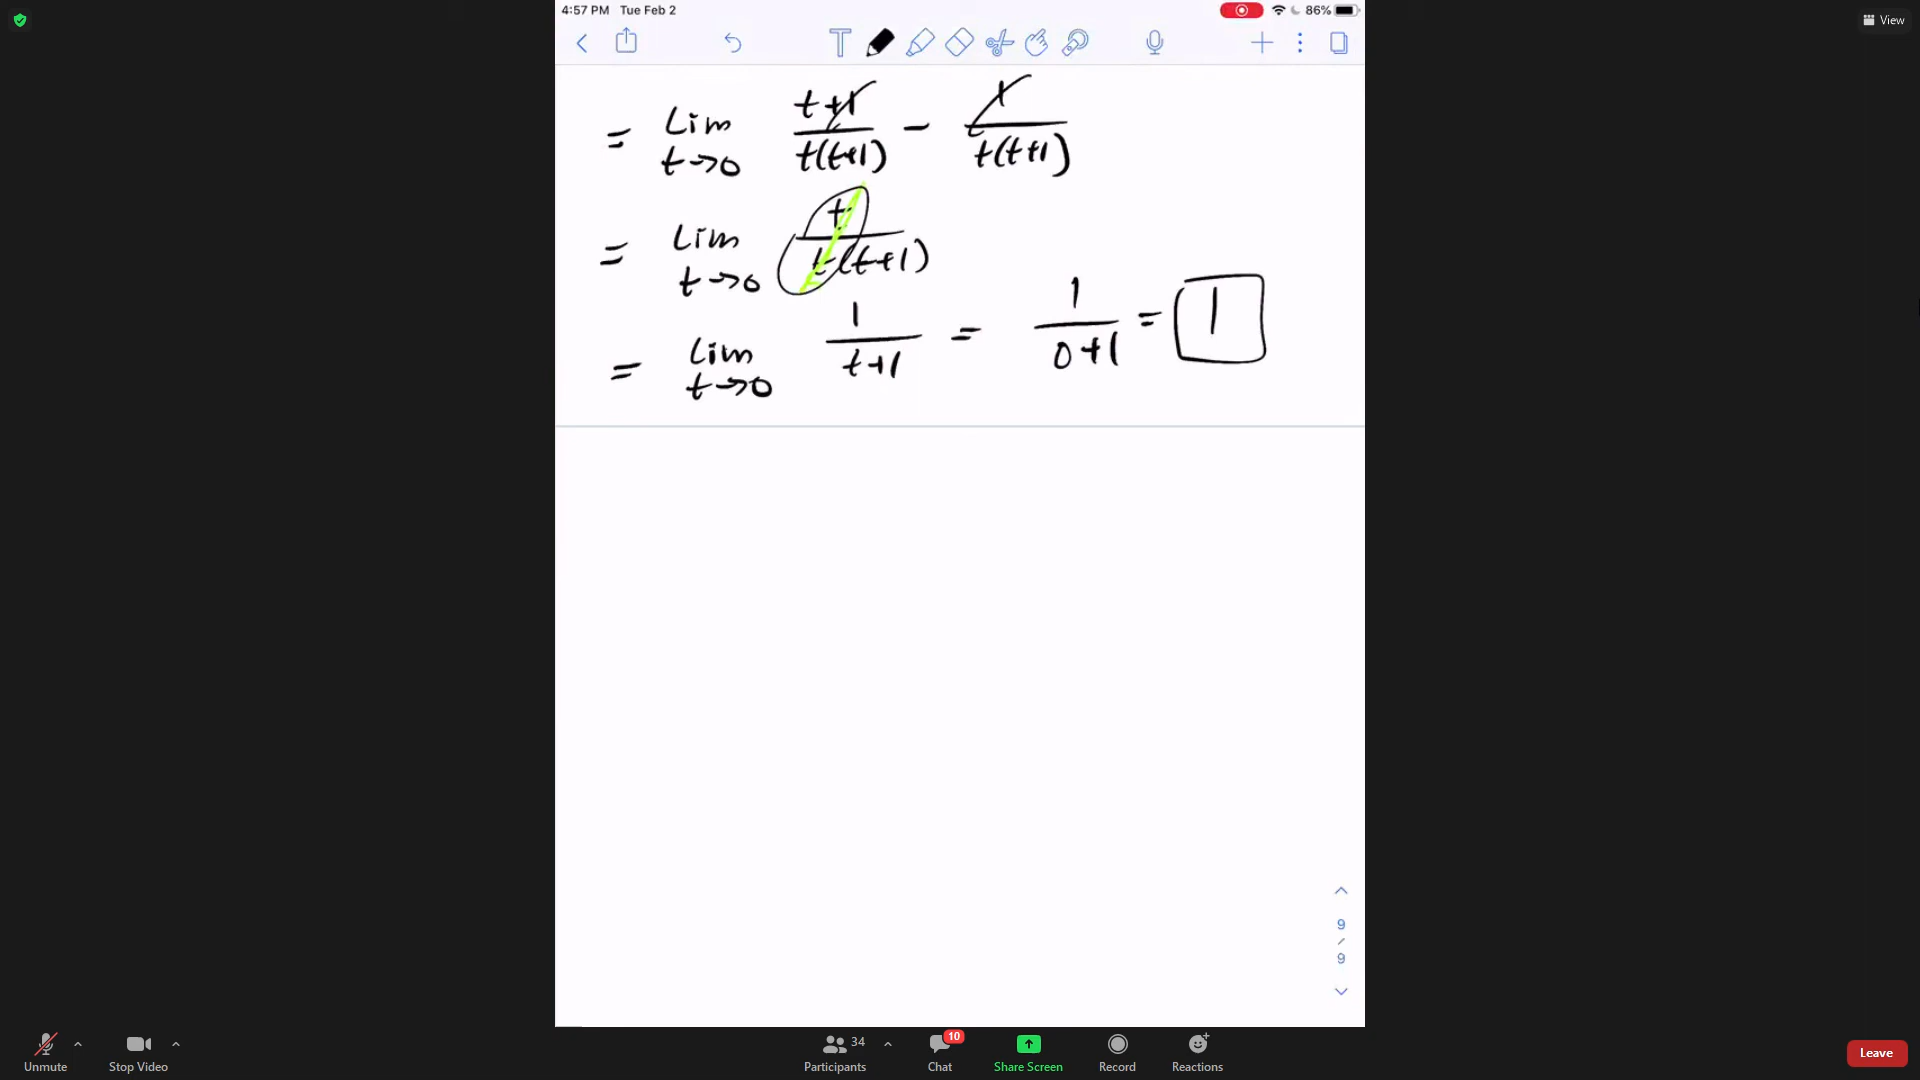 View
4:57 PM Tue Feb 2
86%
T
= Lim t→0 t+1/t(t+1) − 1/t(t+1)
= Lim t→0 t/t(t+1)
= Lim t→0 1/t+1 = 1/0+1 = 1
9
/
9
Unmute
Stop Video
Participants
34
Chat
10
Share Screen
Record
Reactions
Leave